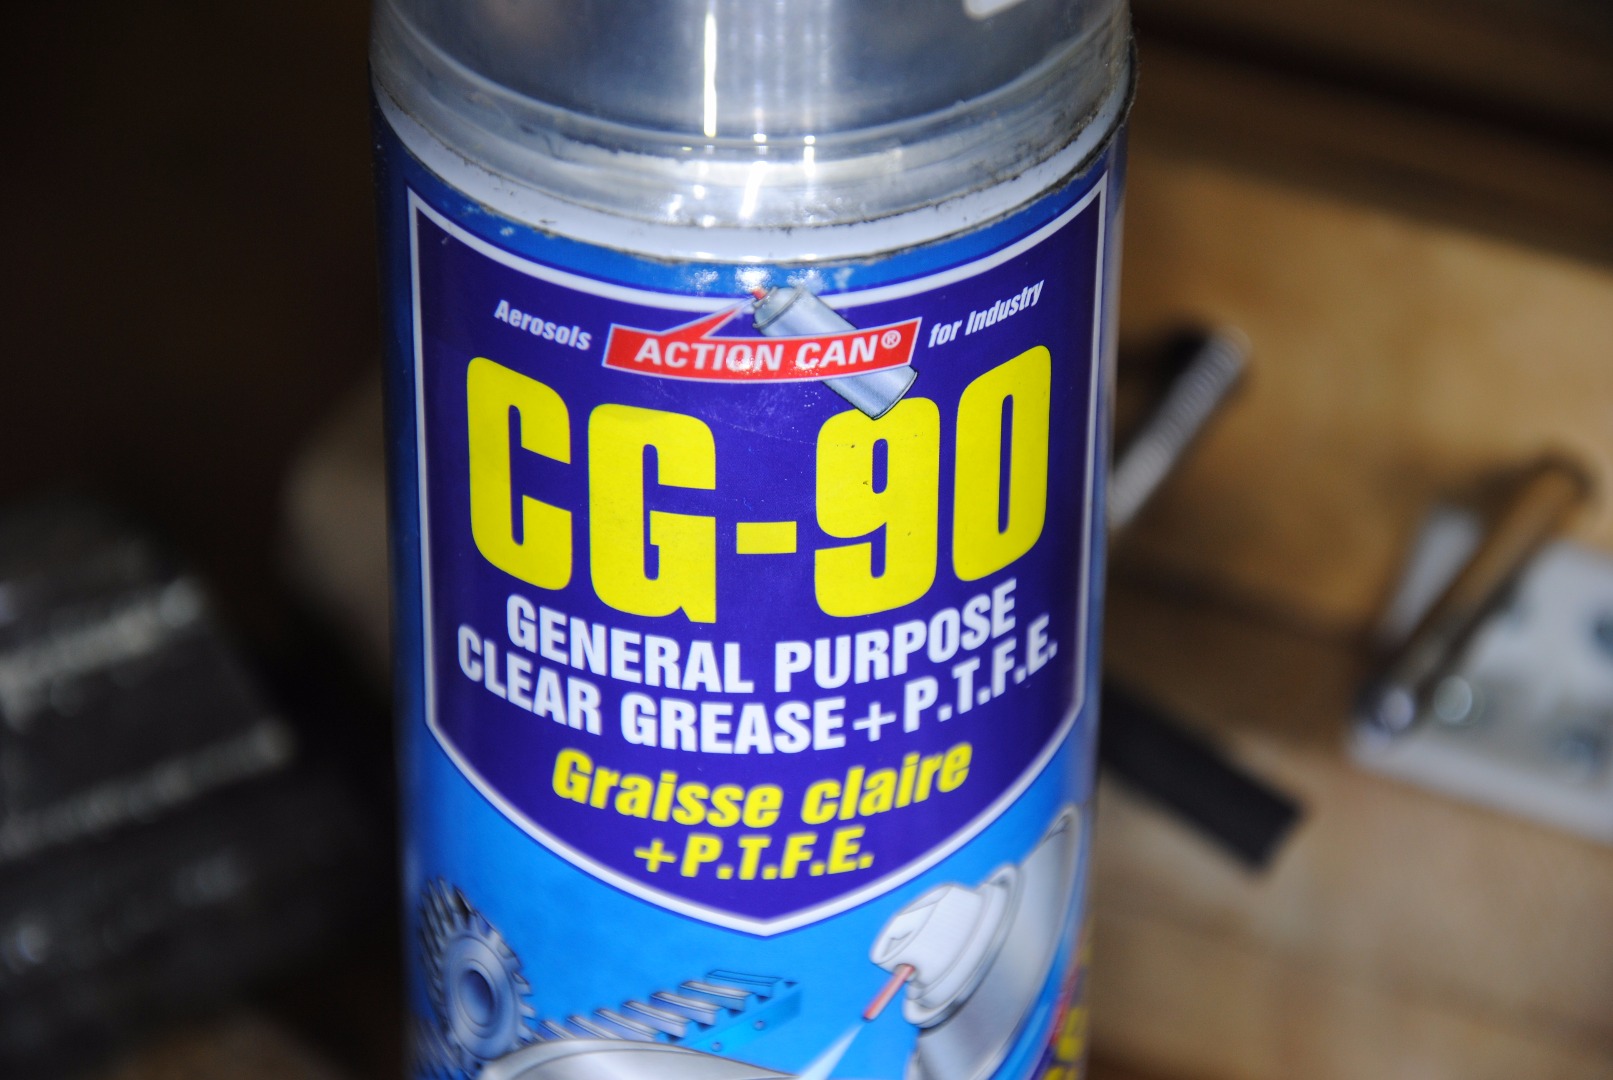 Aerosols ACTION CAN® for Industry
CG-90
GENERAL PURPOSE
CLEAR GREASE + P.T.F.E.
Graisse claire
+ P.T.F.E.